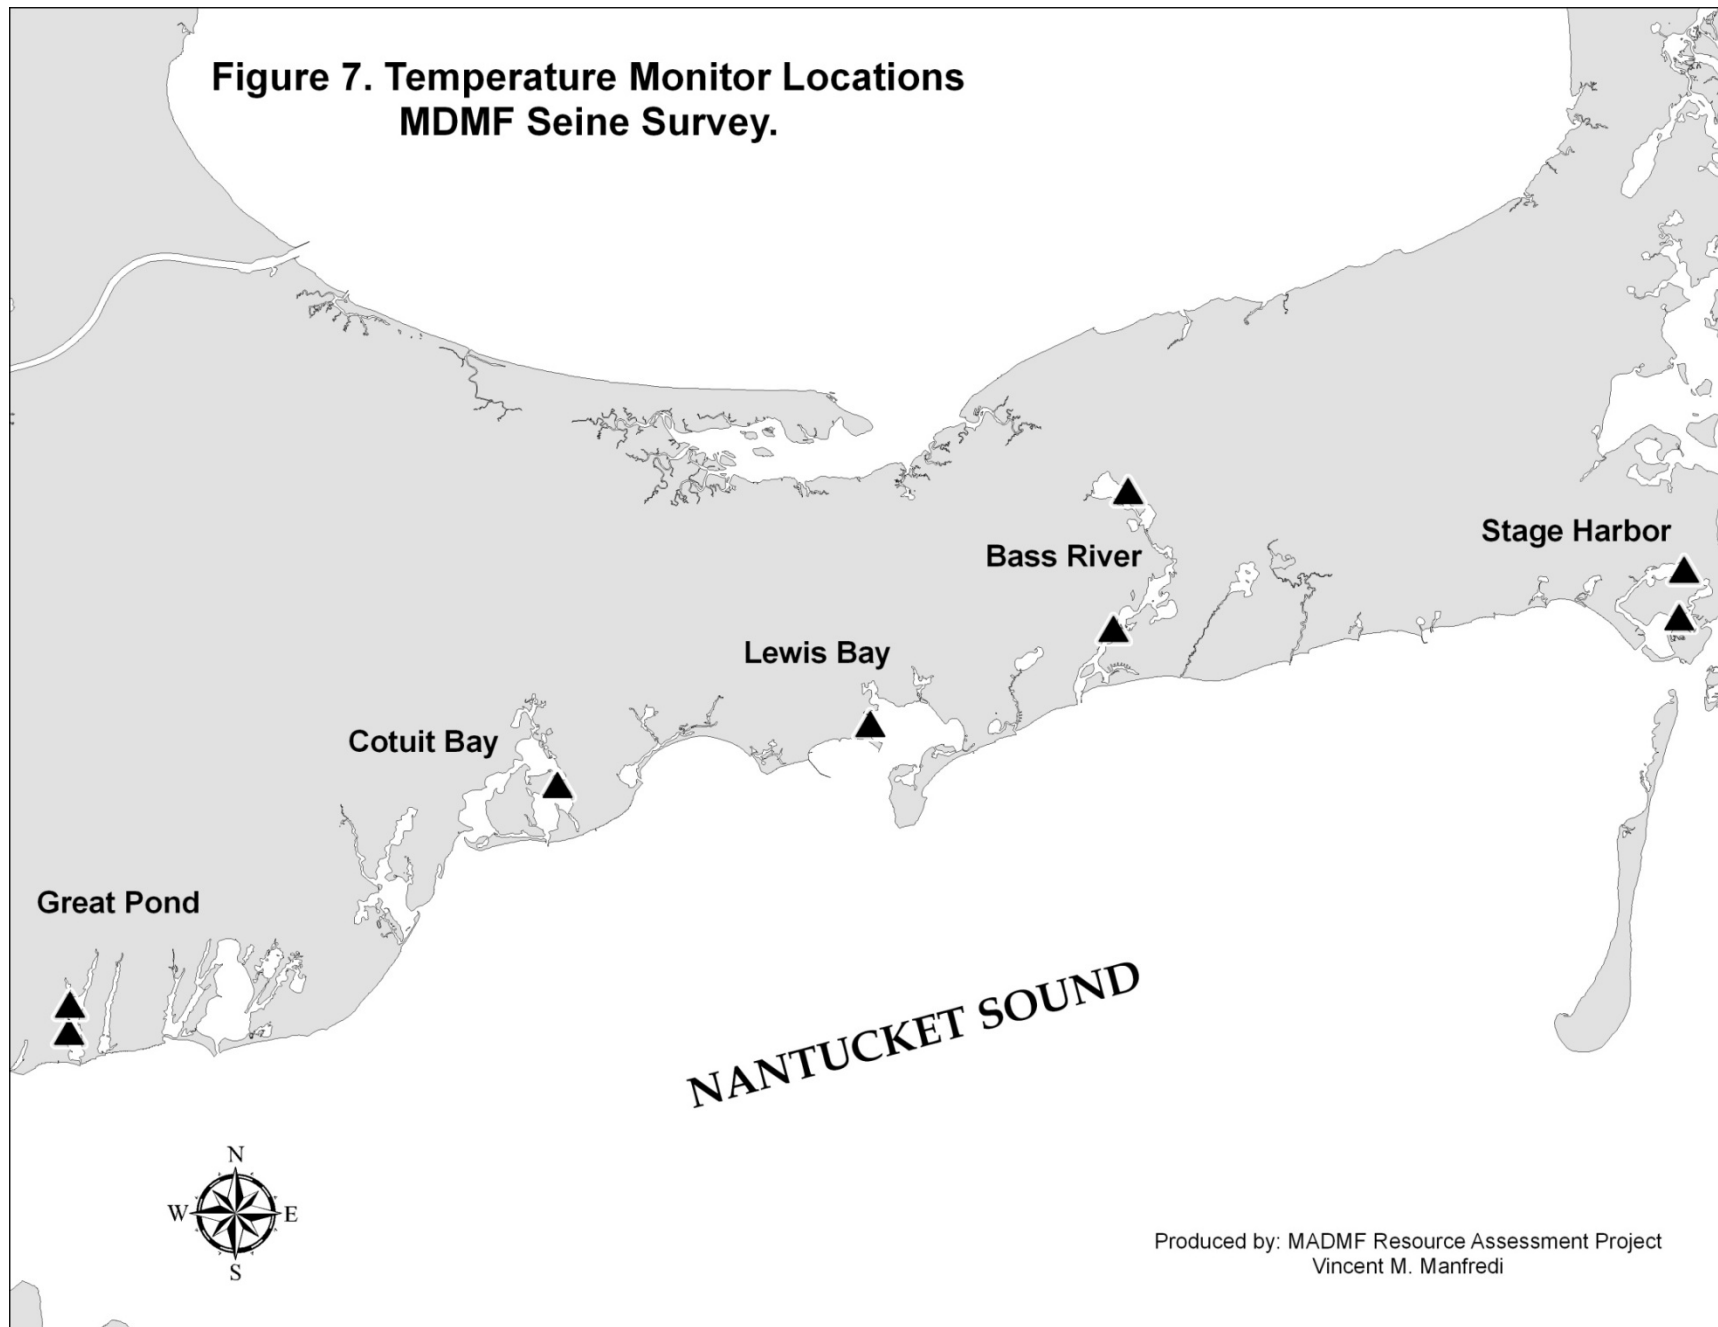 Figure 7. Temperature Monitor Locations
MDMF Seine Survey.
Stage Harbor
Bass River
Lewis Bay
Cotuit Bay
Great Pond
NANTUCKET SOUND
N
W
E
S
Produced by: MADMF Resource Assessment Project
Vincent M. Manfredi